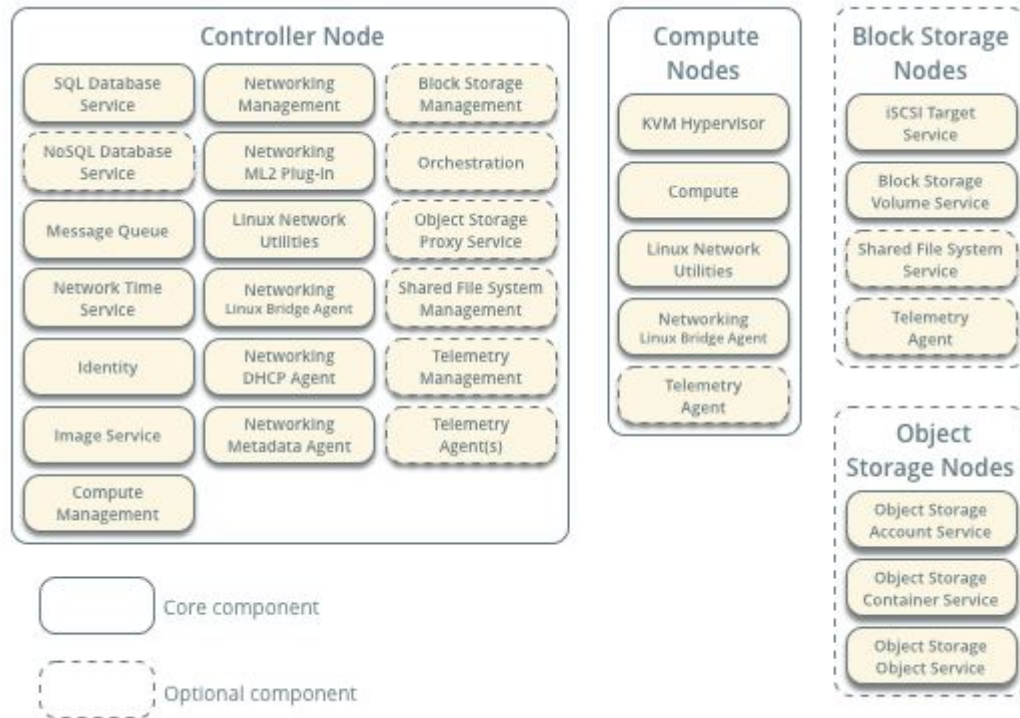 Controller Node
SQL Database
Service
NoSQL Database
Service
Message Queue
Network Time
Service
Identity
Image Service
Compute
Management
Networking
Management
Networking
ML2 Plug-in
Linux Network
Utilities
Networking
Linux Bridge Agent
Networking
DHCP Agent
Networking
Metadata Agent
Block Storage
Management
Orchestration
Object Storage
Proxy Service
Shared File System
Management
Telemetry
Management
Telemetry
Agent(s)
Compute
Nodes
KVM Hypervisor
Compute
Linux Network
Utilities
Networking
Linux Bridge Agent
Telemetry
Agent
Block Storage
Nodes
iSCSI Target
Service
Block Storage
Volume Service
Shared File System
Service
Telemetry
Agent
Object
Storage Nodes
Object Storage
Account Service
Object Storage
Container Service
Object Storage
Object Service
Core component
Optional component